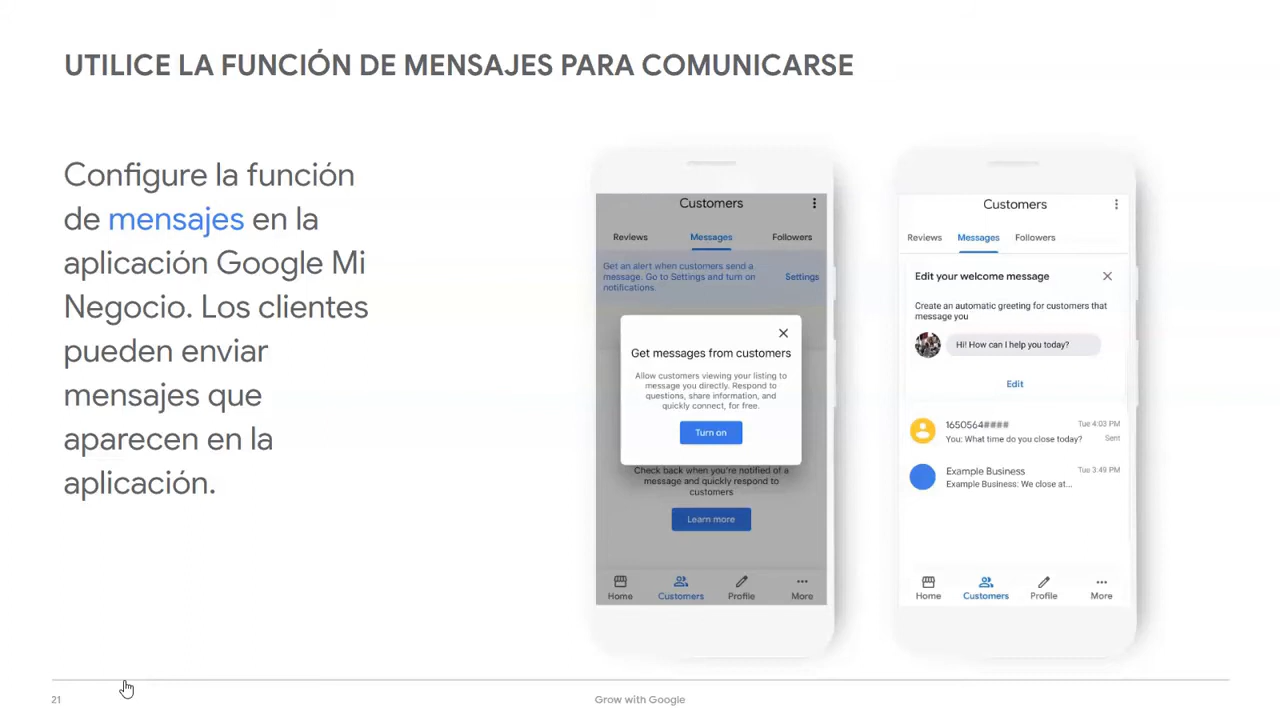 UTILICE LA FUNCIÓN DE MENSAJES PARA COMUNICARSE
Configure la función
de mensajes en la
aplicación Google Mi
Negocio. Los clientes
pueden enviar
mensajes que
aparecen en la
aplicación.
Customers
Reviews Messages Followers
Get an alert when customers send a
message. Go to Settings and turn on
notifications.
Settings
Get messages from customers
Allow customers viewing your listing to
message you directly. Respond to
questions, share information, and
quickly connect, for free.
Turn on
Check back when you're notified of a
message and quickly respond to
customers
Learn more
Home Customers Profile More
Customers
Reviews Messages Followers
Edit your welcome message
Create an automatic greeting for customers that
message you
Hi! How can I help you today?
Edit
1650564#### Tue 4:03 PM
You: What time do you close today? Sent
Example Business Tue 3:49 PM
Example Business: We close at...
Home Customers Profile More
21
Grow with Google